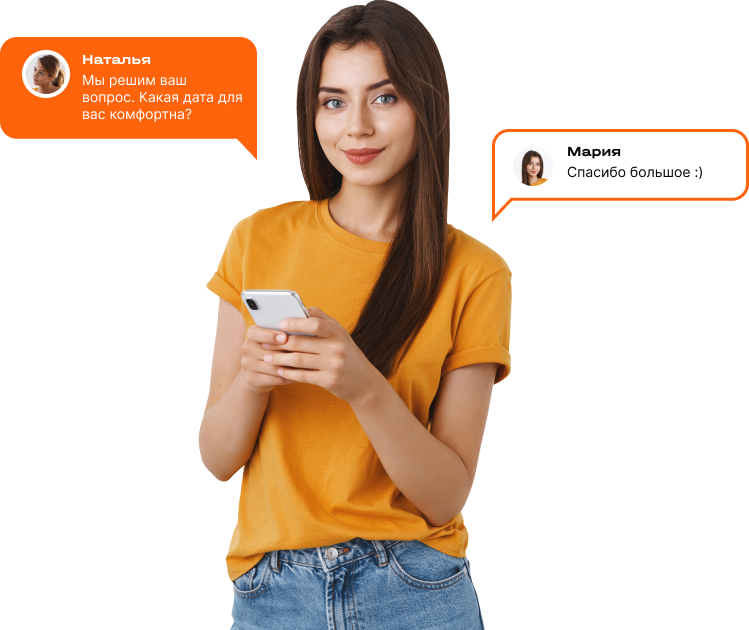 Наталья
Мы решим ваш
вопрос. Какая дата для
вас комфортна?
Мария
Спасибо большое :)